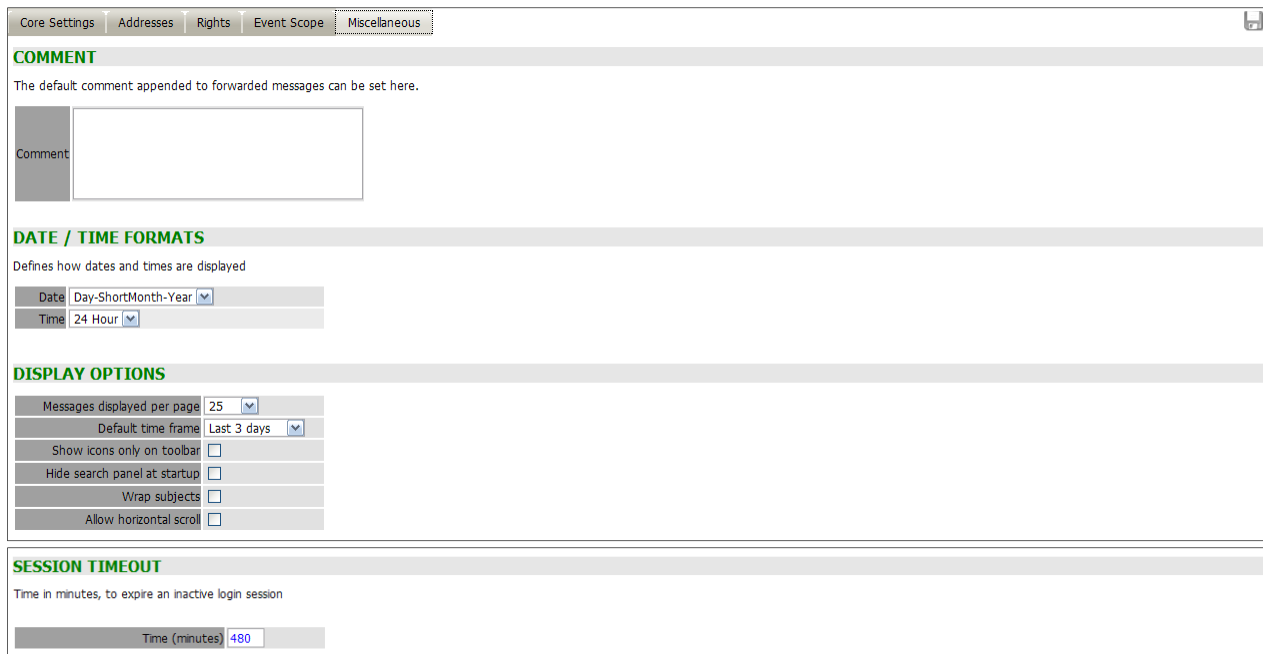 Core Settings Addresses Rights Event Scope Miscellaneous
COMMENT
The default comment appended to forwarded messages can be set here.
Comment
DATE / TIME FORMATS
Defines how dates and times are displayed
Date Day-ShortMonth-Year
Time 24 Hour
DISPLAY OPTIONS
Messages displayed per page 25
Default time frame Last 3 days
Show icons only on toolbar
Hide search panel at startup
Wrap subjects
Allow horizontal scroll
SESSION TIMEOUT
Time in minutes, to expire an inactive login session
Time (minutes) 480